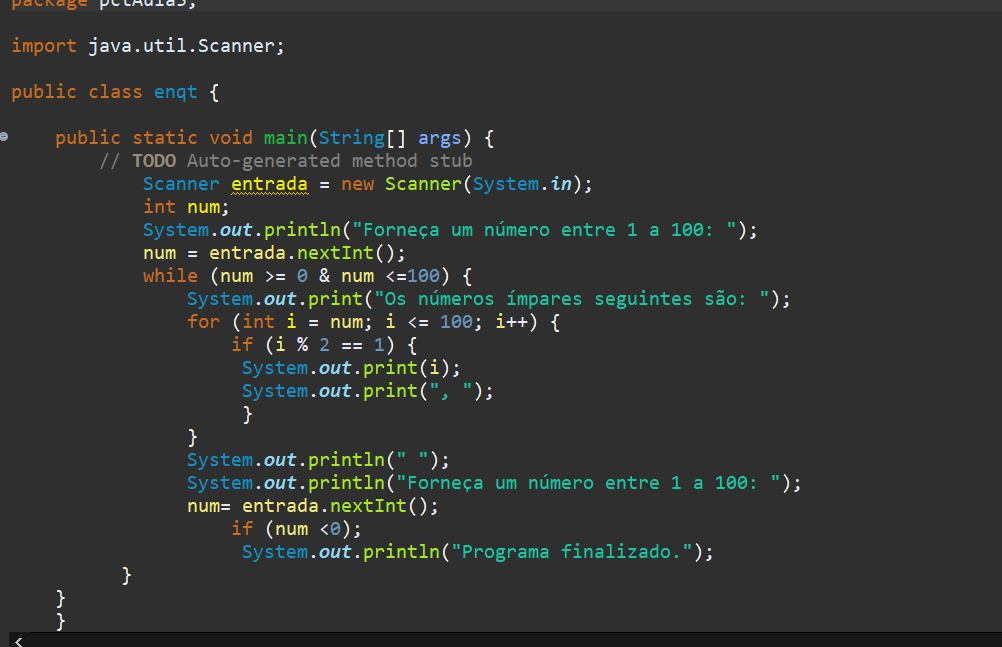 package pctAula3;
import java.util.Scanner;
public class enqt {
public static void main(String[] args) {
// TODO Auto-generated method stub
Scanner entrada = new Scanner(System.in);
int num;
System.out.println("Forneça um número entre 1 a 100: ");
num = entrada.nextInt();
while (num >= 0 & num <=100) {
System.out.print("Os números ímpares seguintes são: ");
for (int i = num; i <= 100; i++) {
if (i % 2 == 1) {
System.out.print(i);
System.out.print(", ");
}
}
System.out.println(" ");
System.out.println("Forneça um número entre 1 a 100: ");
num= entrada.nextInt();
if (num <0);
System.out.println("Programa finalizado.");
}
}
}